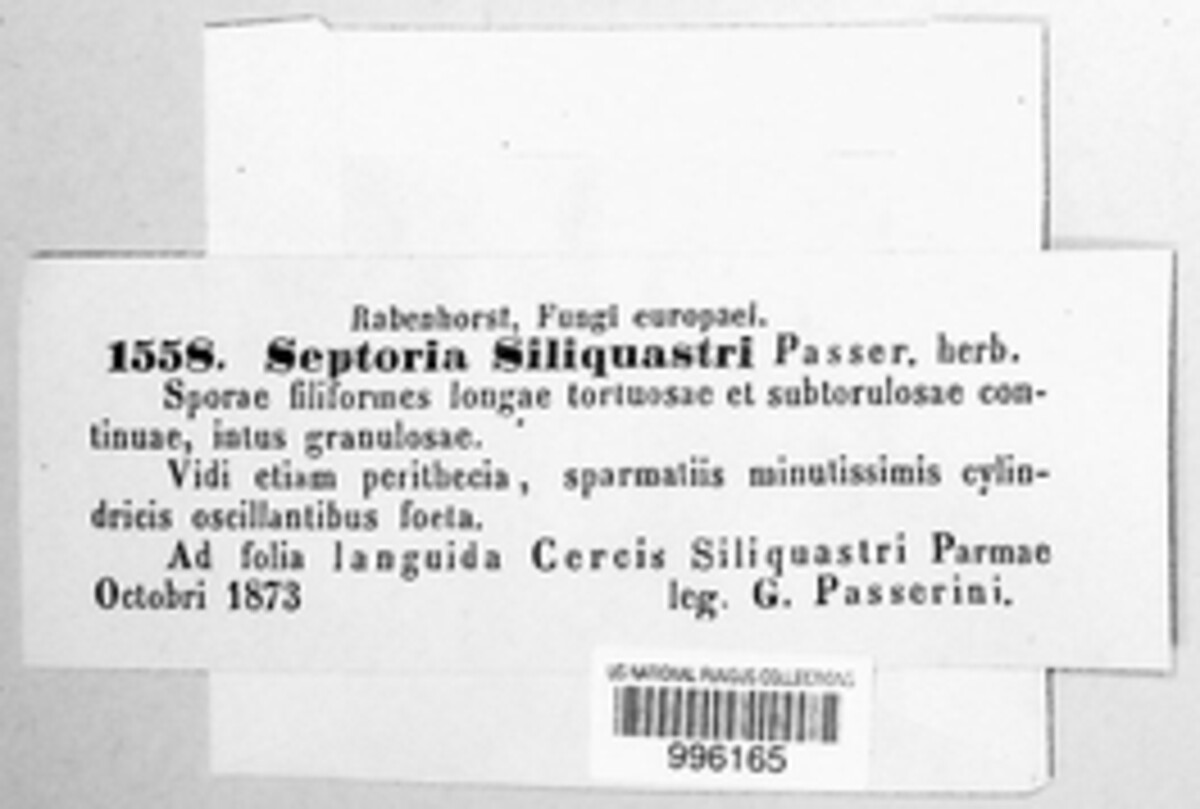 Rabenhorst, Fungi europaei.
1558. Septoria Siliquastri Passer. herb.
Sporae filiformes longae tortuosae et subtorulosae con-
tinuae, intus granulosae.
Vidi etiam perithecia, sparmatiis minutissimis cylin-
dricis oscillantibus foeta.
Ad folia languida Cercis Siliquastri Parmae
Octobri 1873 leg. G. Passerini.
US NATIONAL FUNGUS COLLECTIONS
996165